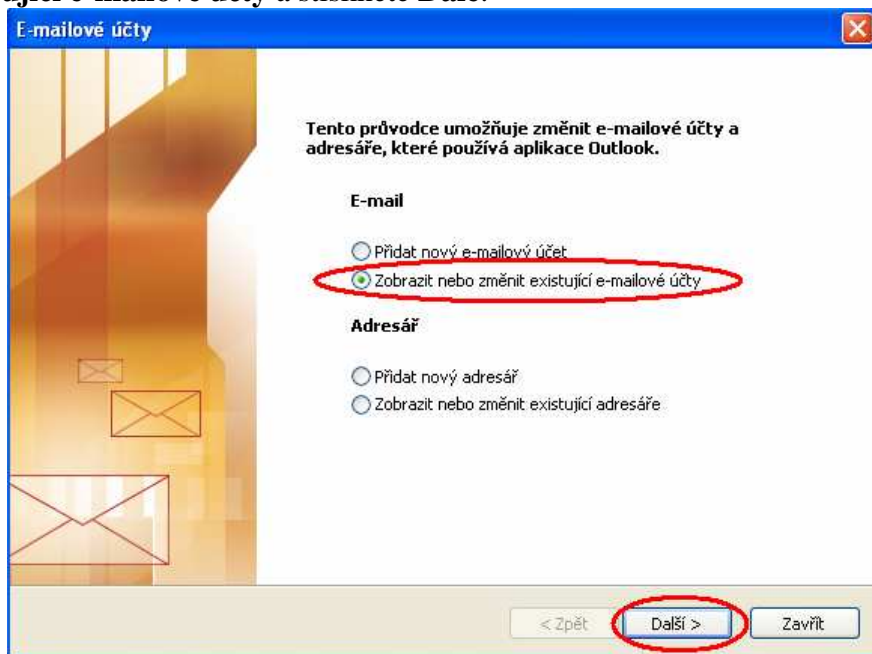 E-mailové účty
Tento průvodce umožňuje změnit e-mailové účty a
adresáře, které používá aplikace Outlook.
E-mail
Přidat nový e-mailový účet
Zobrazit nebo změnit existující e-mailové účty
Adresář
Přidat nový adresář
Zobrazit nebo změnit existující adresáře
< Zpět
Další >
Zavřít